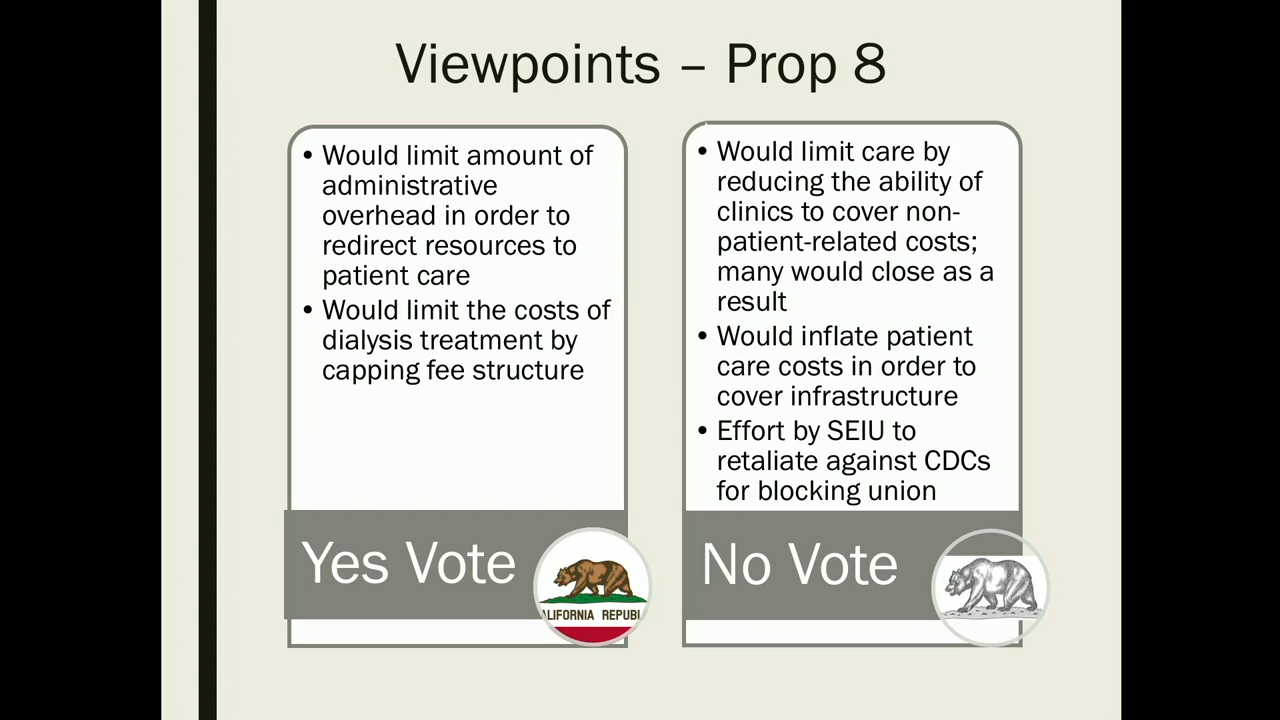 Viewpoints – Prop 8
• Would limit amount of
administrative
overhead in order to
redirect resources to
patient care
• Would limit the costs of
dialysis treatment by
capping fee structure
Yes Vote
ALIFORNIA REPUBL
• Would limit care by
reducing the ability of
clinics to cover non-
patient-related costs;
many would close as a
result
• Would inflate patient
care costs in order to
cover infrastructure
• Effort by SEIU to
retaliate against CDCs
for blocking union
No Vote